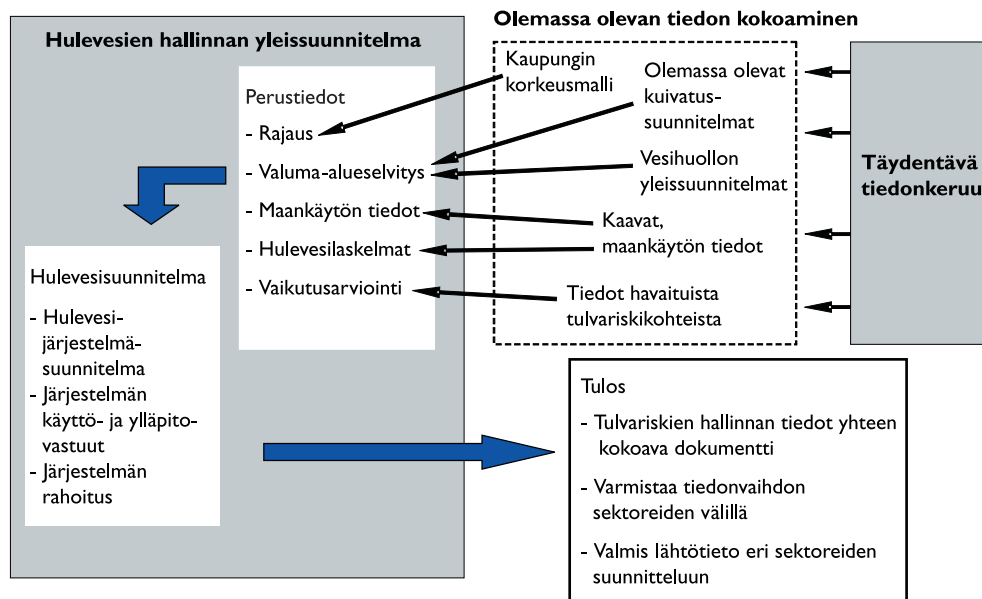 Hulevesien hallinnan yleissuunnitelma
Perustiedot
- Rajaus
- Valuma-alueselvitys
- Maankäytön tiedot
- Hulevesilaskelmat
- Vaikutusarviointi
Hulevesisuunnitelma
- Hulevesi-
järjestelmä-
suunnitelma
- Järjestelmän
käyttö- ja ylläpito-
vastuut
- Järjestelmän
rahoitus
Olemassa olevan tiedon kokoaminen
Kaupungin
korkeusmalli
Olemassa olevat
kuivatus-
suunnitelmat
Vesihuollon
yleissuunnitelmat
Kaavat,
maankäytön tiedot
Tiedot havaituista
tulvariskikohteista
Täydentävä
tiedonkeruu
Tulos
- Tulvariskien hallinnan tiedot yhteen
kokoava dokumentti
- Varmistaa tiedonvaihdon
sektoreiden välillä
- Valmis lähtötieto eri sektoreiden
suunnitteluun